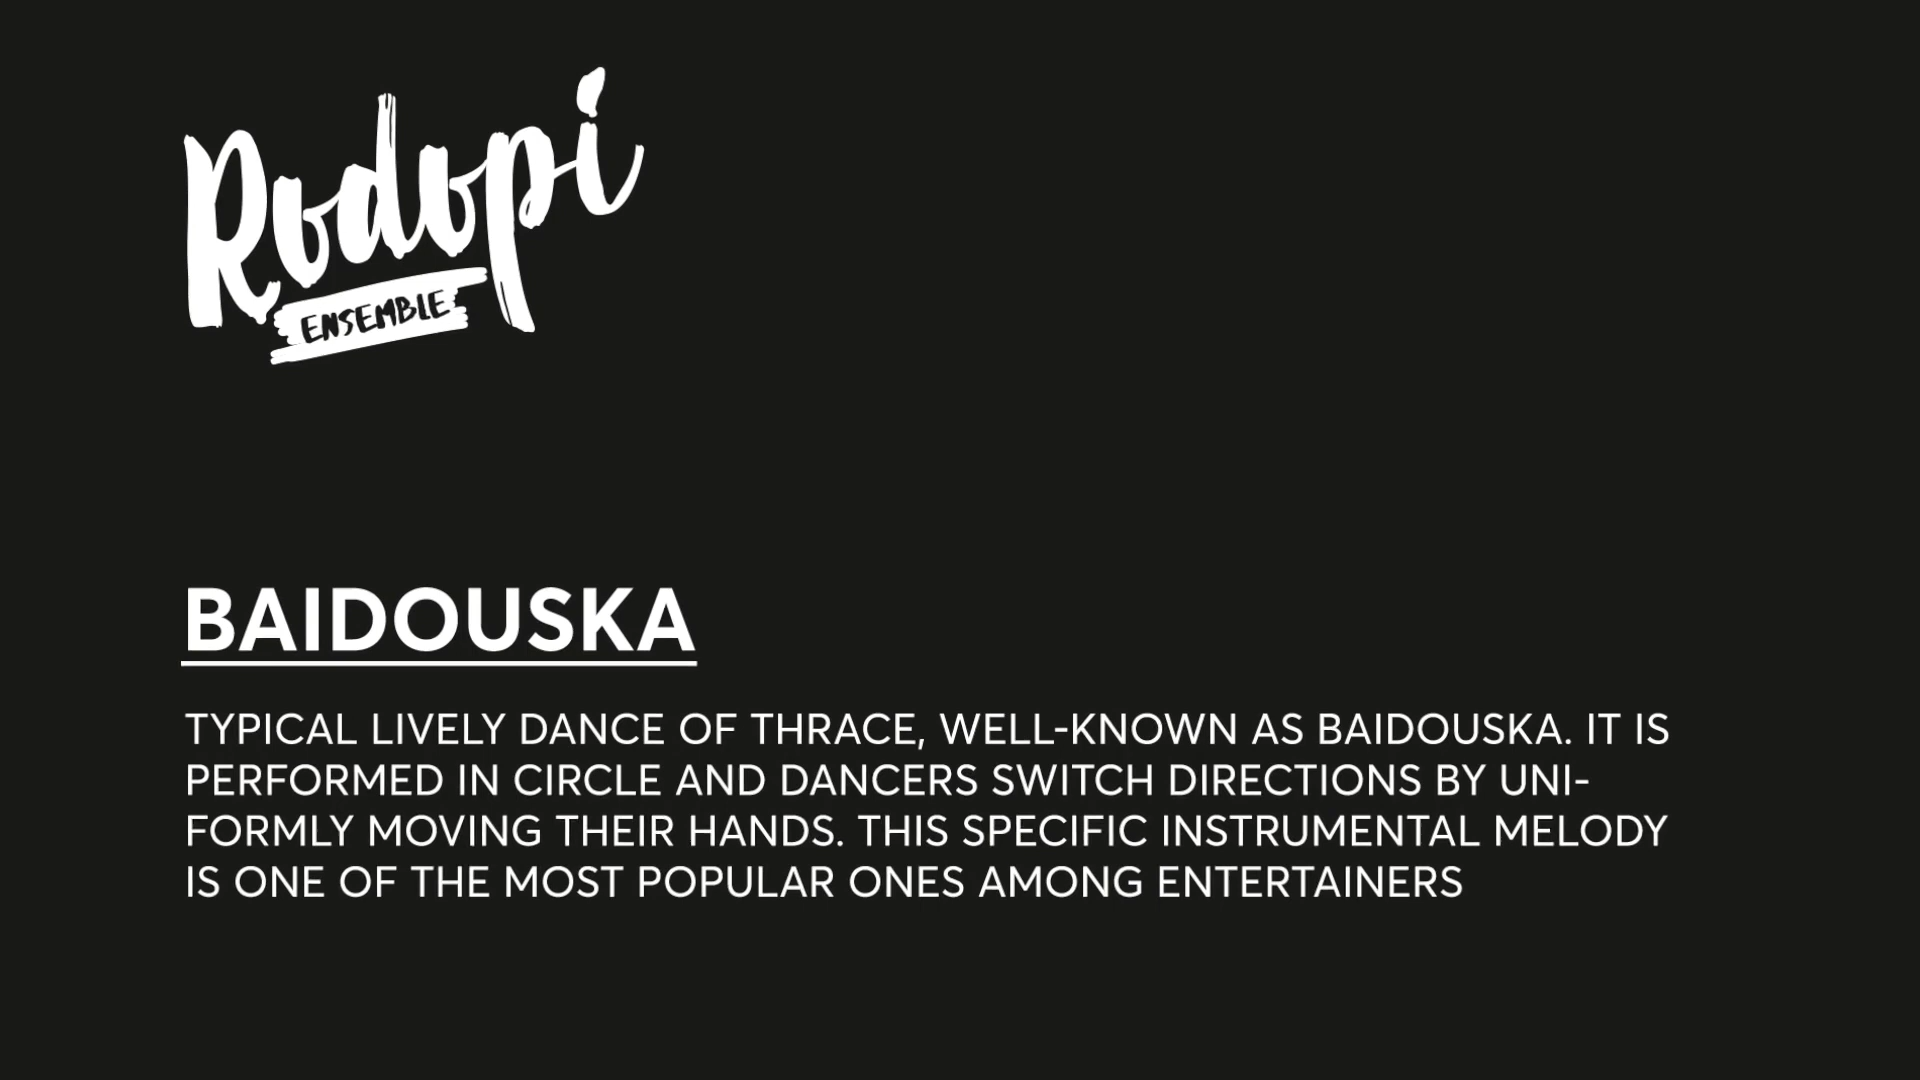 Rodopi
ENSEMBLE
BAIDOUSKA
TYPICAL LIVELY DANCE OF THRACE, WELL-KNOWN AS BAIDOUSKA. IT IS
PERFORMED IN CIRCLE AND DANCERS SWITCH DIRECTIONS BY UNI-
FORMLY MOVING THEIR HANDS. THIS SPECIFIC INSTRUMENTAL MELODY
IS ONE OF THE MOST POPULAR ONES AMONG ENTERTAINERS